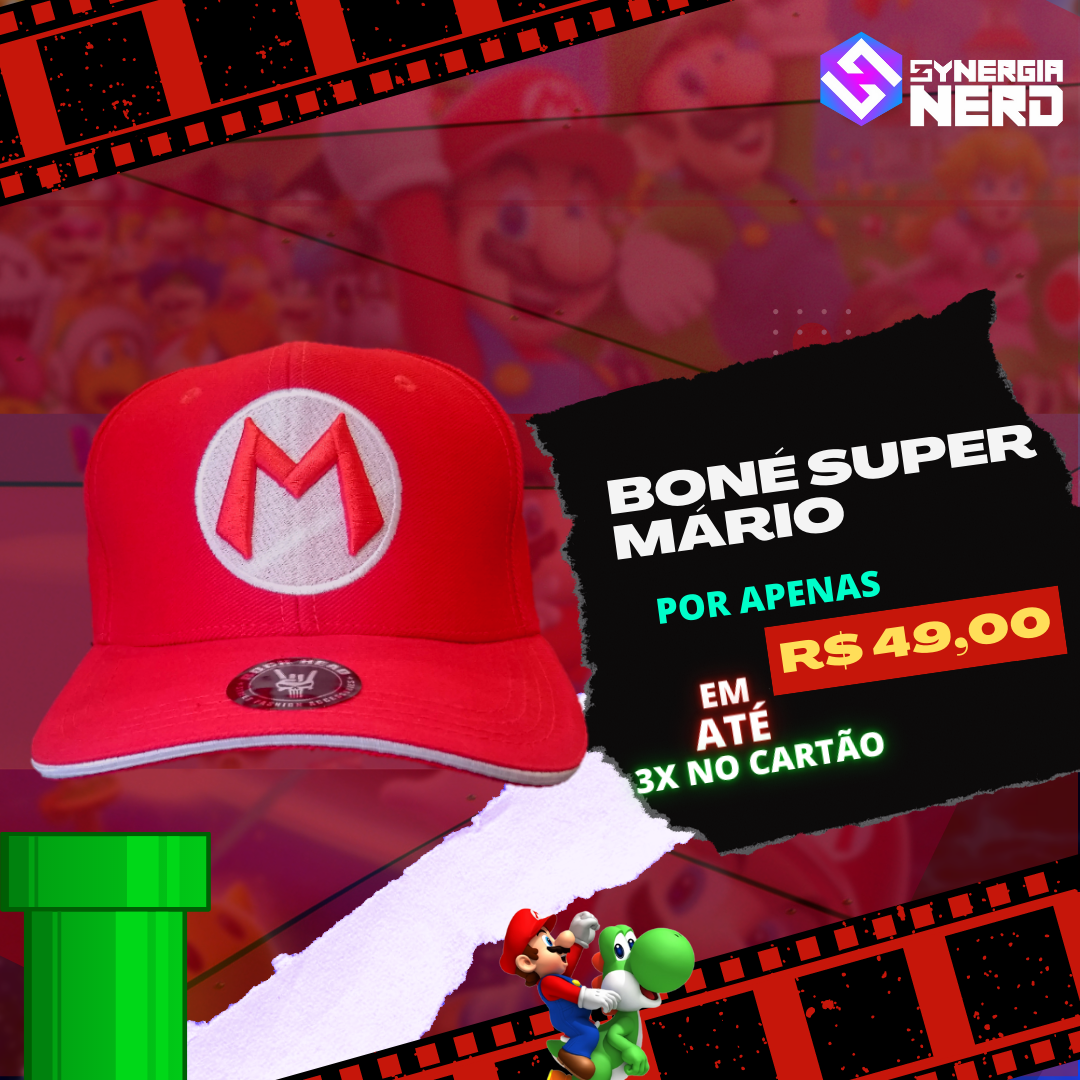 SYNERGIA
NERD
M
BONÉ SUPER
MÁRIO
POR APENAS
R$ 49,00
EM
ATÉ
3X NO CARTÃO